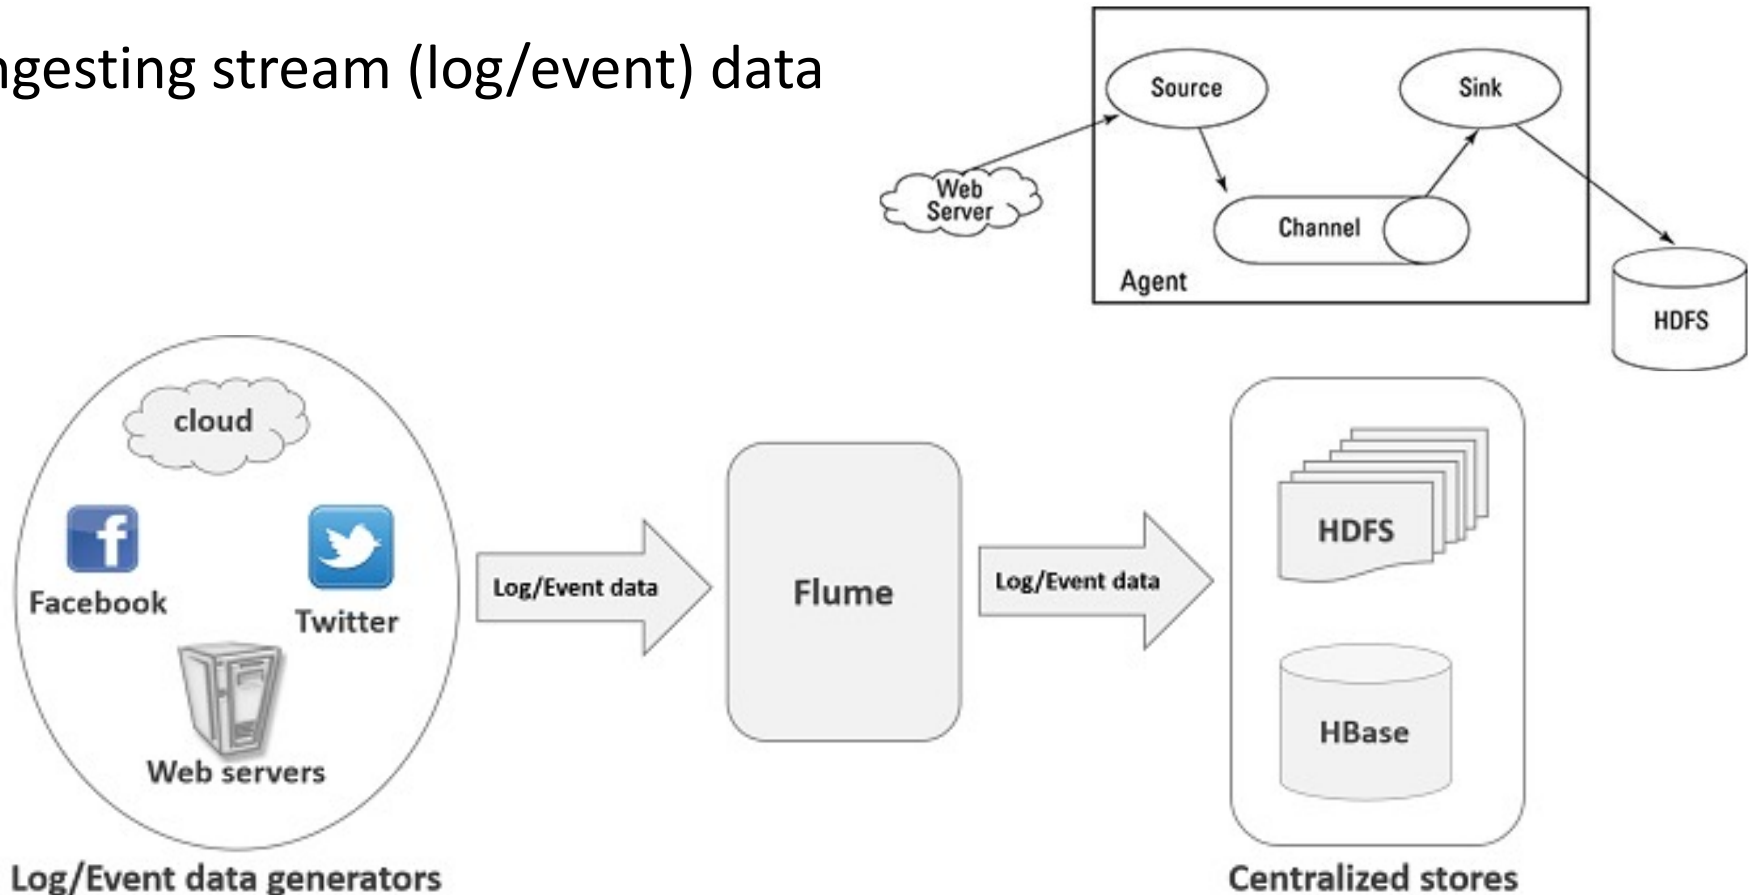 ngesting stream (log/event) data
Source
Sink
Web
Server
Channel
Agent
HDFS
cloud
f
Facebook
Twitter
Web servers
Log/Event data generators
Log/Event data
Flume
Log/Event data
HDFS
HBase
Centralized stores